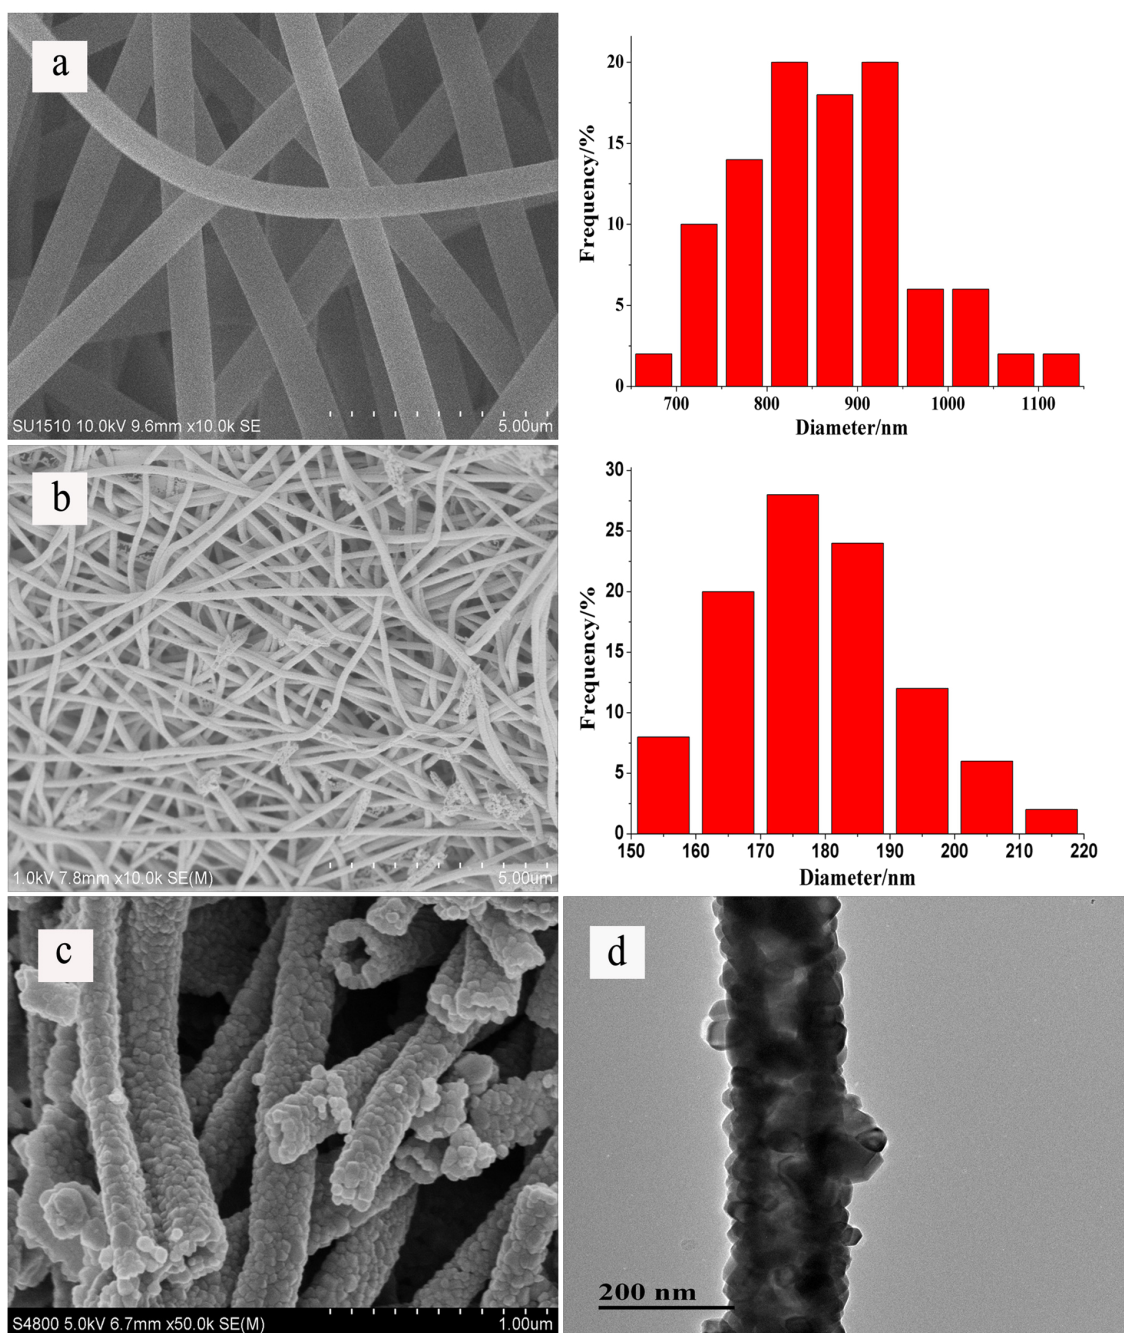 a
SU1510 10.0kV 9.6mm x10.0k SE
5.00um
Frequency/%
20
15
10
5
0
700 800 900 1000 1100
Diameter/nm
b
1.0kV 7.8mm x10.0k SE(M)
5.00um
Frequency/%
30
25
20
15
10
5
0
150 160 170 180 190 200 210 220
Diameter/nm
c
S4800 5.0kV 6.7mm x50.0k SE(M)
1.00um
d
200 nm